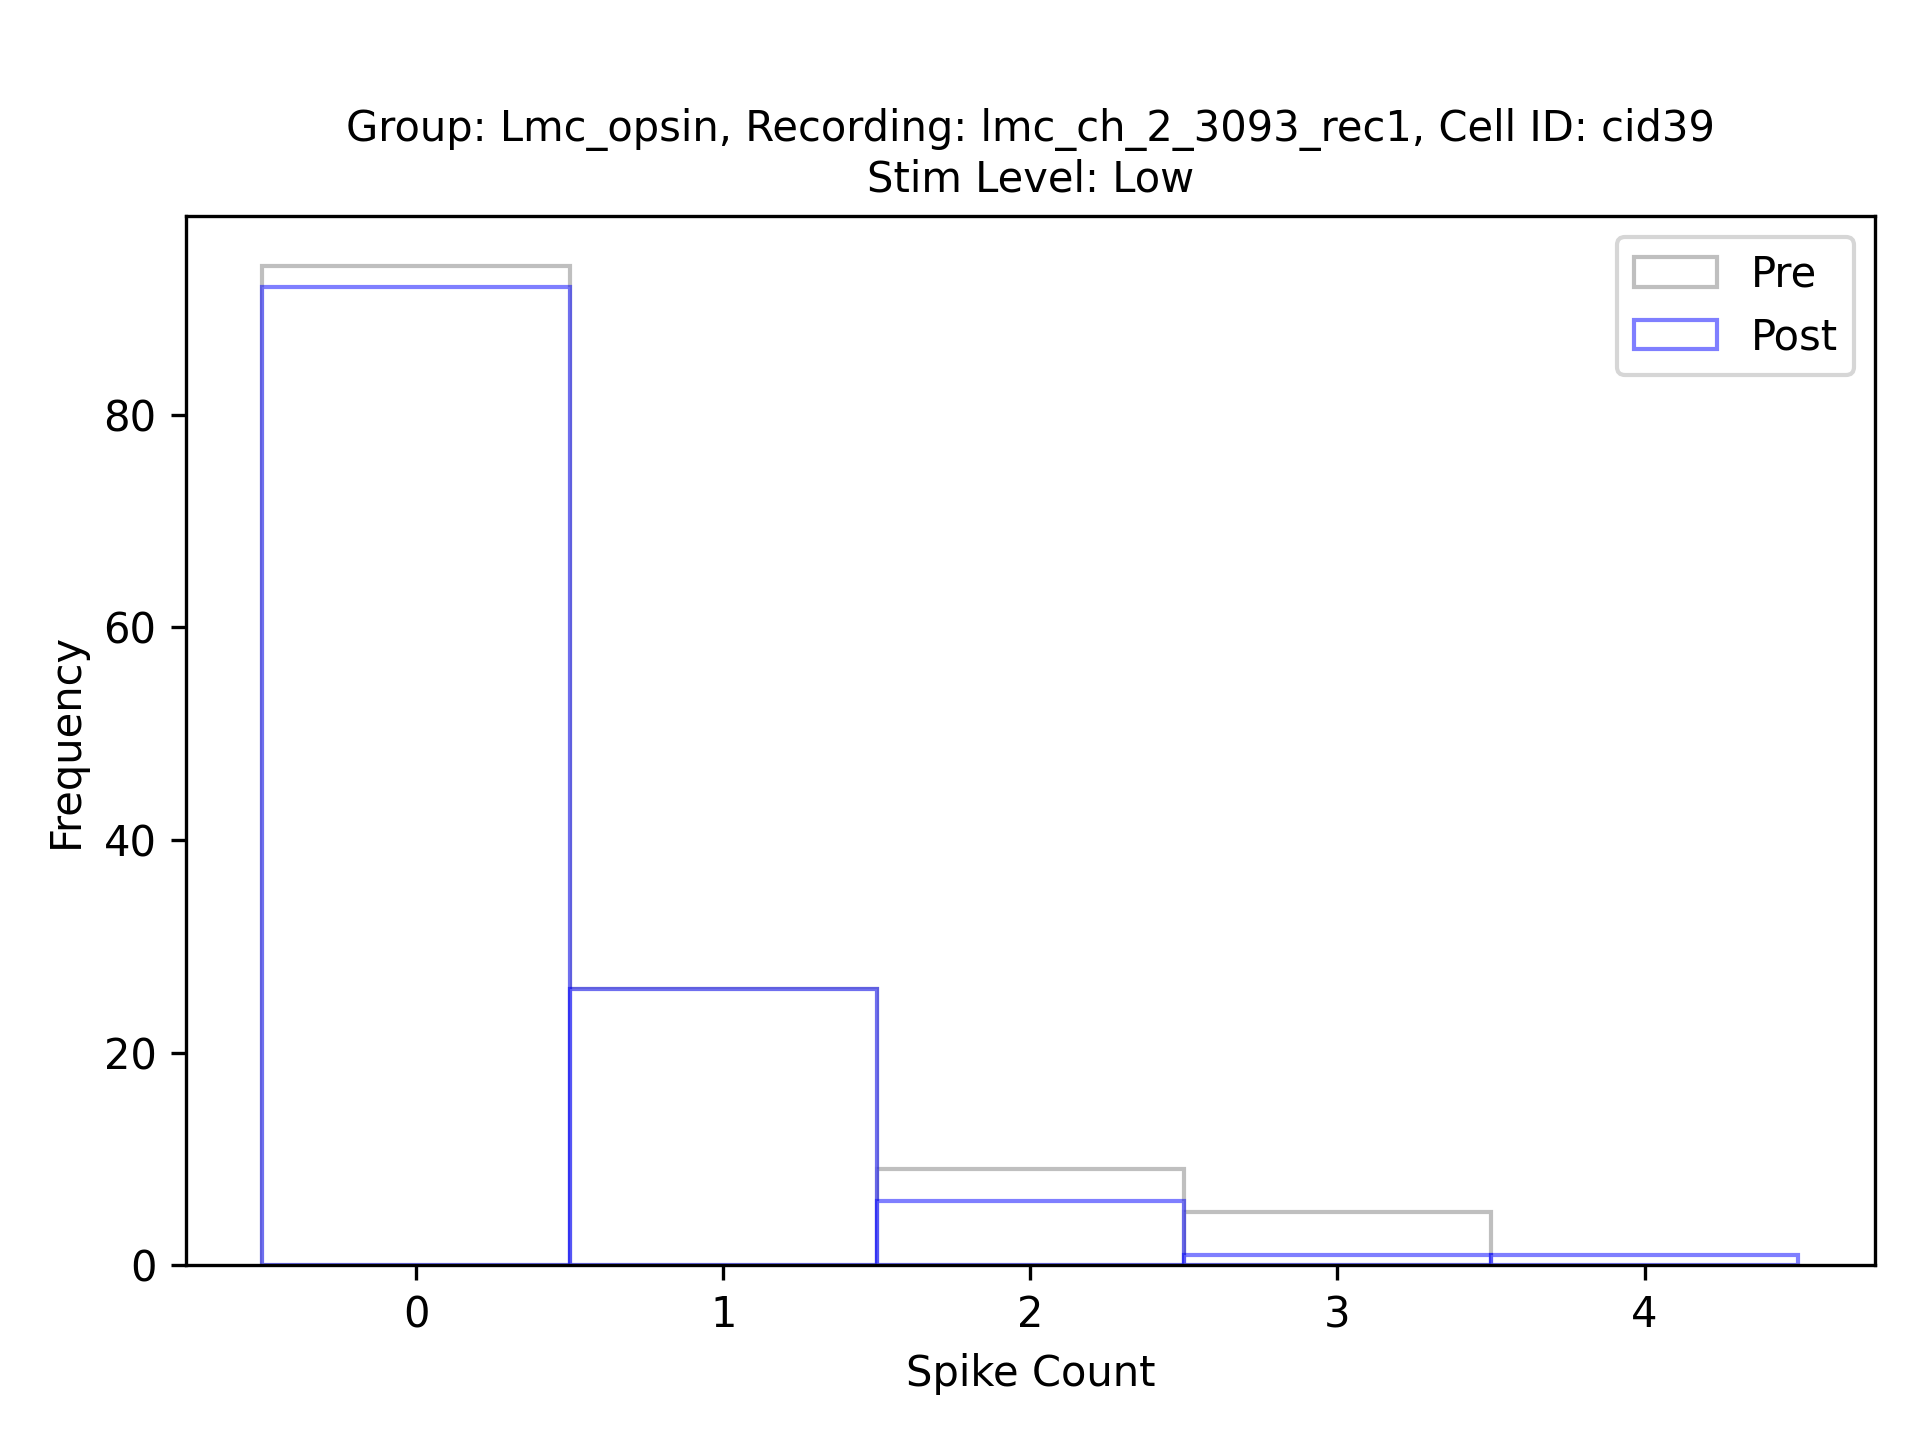 Group: Lmc_opsin, Recording: lmc_ch_2_3093_rec1, Cell ID: cid39
Stim Level: Low
Pre
Post
80
60
40
20
0
Frequency
0 1 2 3 4
Spike Count